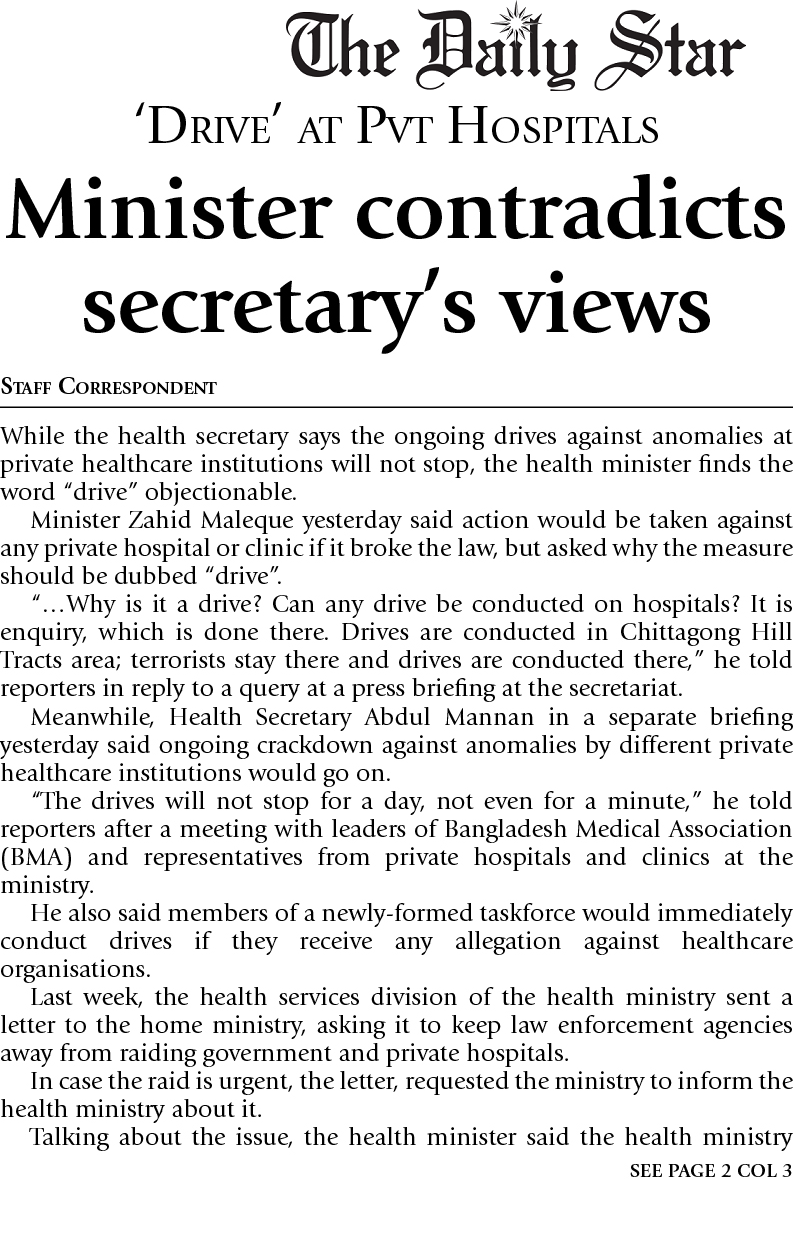 The Daily Star
‘DRIVE’ AT PVT HOSPITALS
Minister contradicts
secretary’s views
STAFF CORRESPONDENT
While the health secretary says the ongoing drives against anomalies at
private healthcare institutions will not stop, the health minister finds the
word “drive” objectionable.
Minister Zahid Maleque yesterday said action would be taken against
any private hospital or clinic if it broke the law, but asked why the measure
should be dubbed “drive”.
“…Why is it a drive? Can any drive be conducted on hospitals? It is
enquiry, which is done there. Drives are conducted in Chittagong Hill
Tracts area; terrorists stay there and drives are conducted there,” he told
reporters in reply to a query at a press briefing at the secretariat.
Meanwhile, Health Secretary Abdul Mannan in a separate briefing
yesterday said ongoing crackdown against anomalies by different private
healthcare institutions would go on.
“The drives will not stop for a day, not even for a minute,” he told
reporters after a meeting with leaders of Bangladesh Medical Association
(BMA) and representatives from private hospitals and clinics at the
ministry.
He also said members of a newly-formed taskforce would immediately
conduct drives if they receive any allegation against healthcare
organisations.
Last week, the health services division of the health ministry sent a
letter to the home ministry, asking it to keep law enforcement agencies
away from raiding government and private hospitals.
In case the raid is urgent, the letter, requested the ministry to inform the
health ministry about it.
Talking about the issue, the health minister said the health ministry
SEE PAGE 2 COL 3